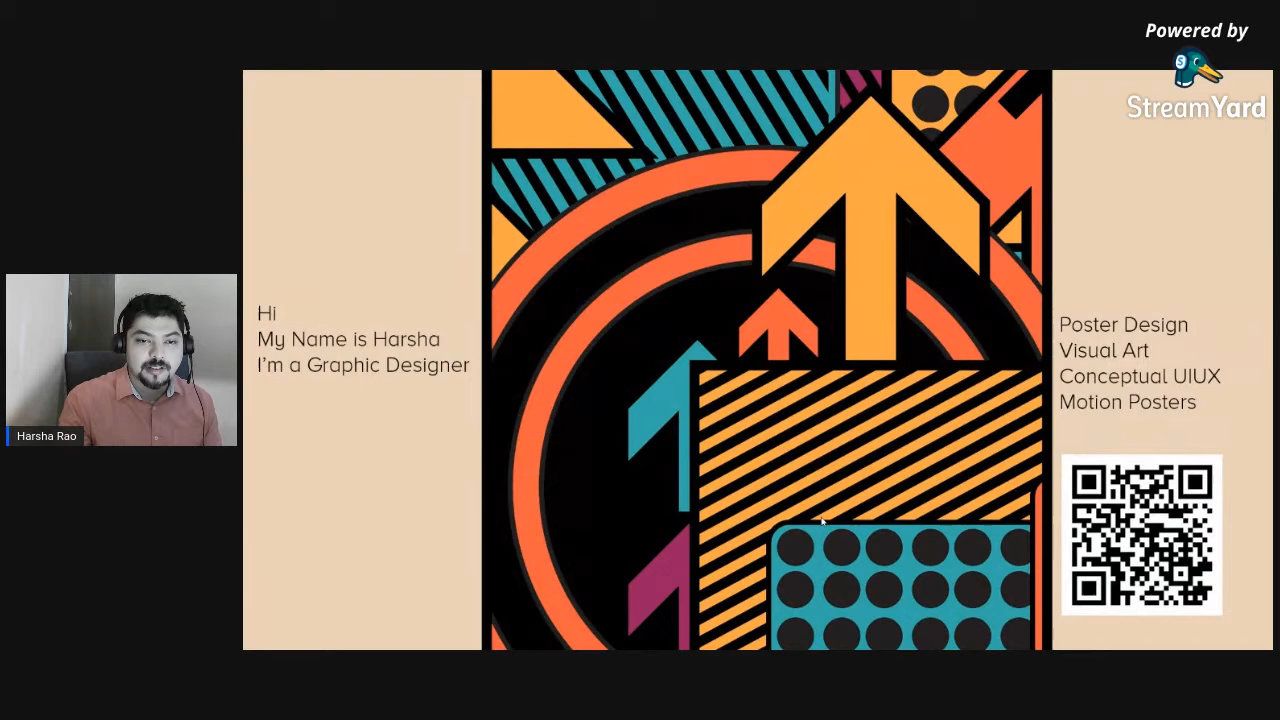 Powered by
StreamYard
Hi
My Name is Harsha
I'm a Graphic Designer
Poster Design
Visual Art
Conceptual UIUX
Motion Posters
Harsha Rao